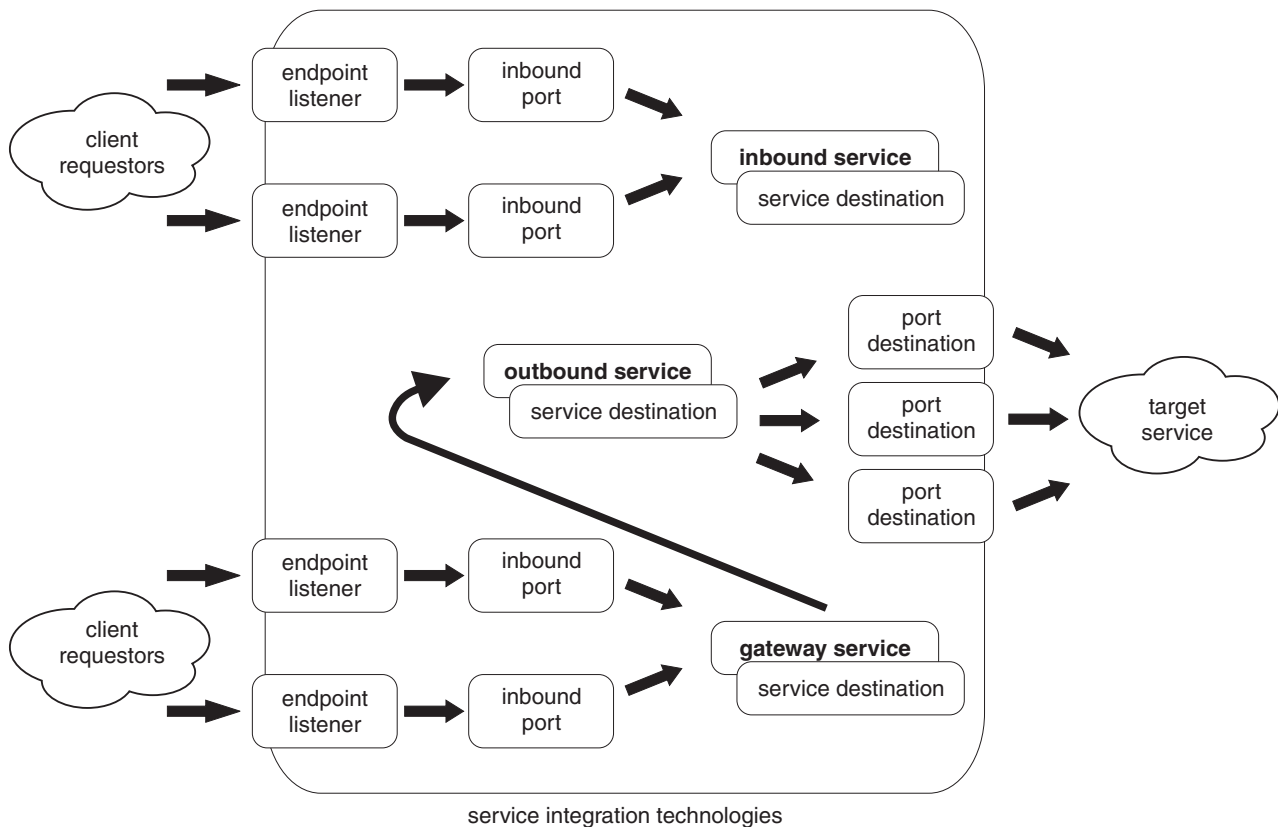 endpoint
listener
inbound
port
client
requestors
inbound service
service destination
endpoint
listener
inbound
port
port
destination
outbound service
service destination
port
destination
target
service
port
destination
endpoint
listener
inbound
port
client
requestors
gateway service
service destination
endpoint
listener
inbound
port
service integration technologies